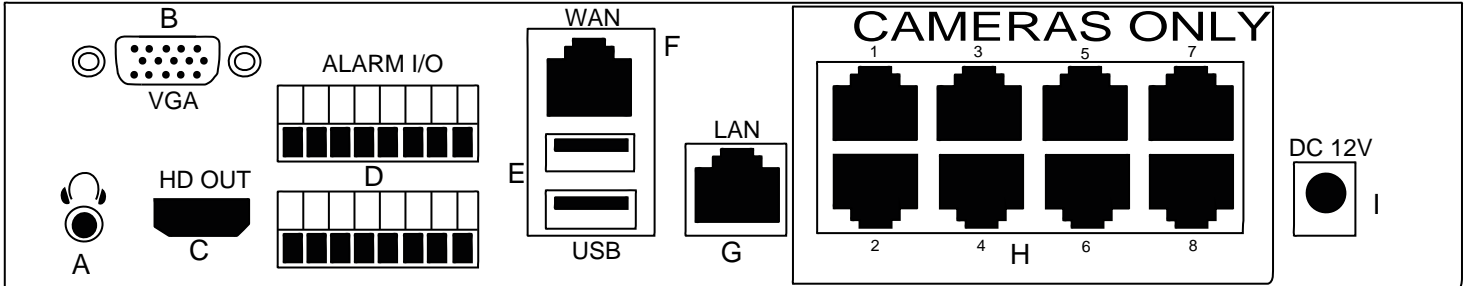 B
VGA
A
HD OUT
C
ALARM I/O
D
WAN
F
E
USB
LAN
G
CAMERAS ONLY
1 3 5 7
2 4 6 8
H
DC 12V
I